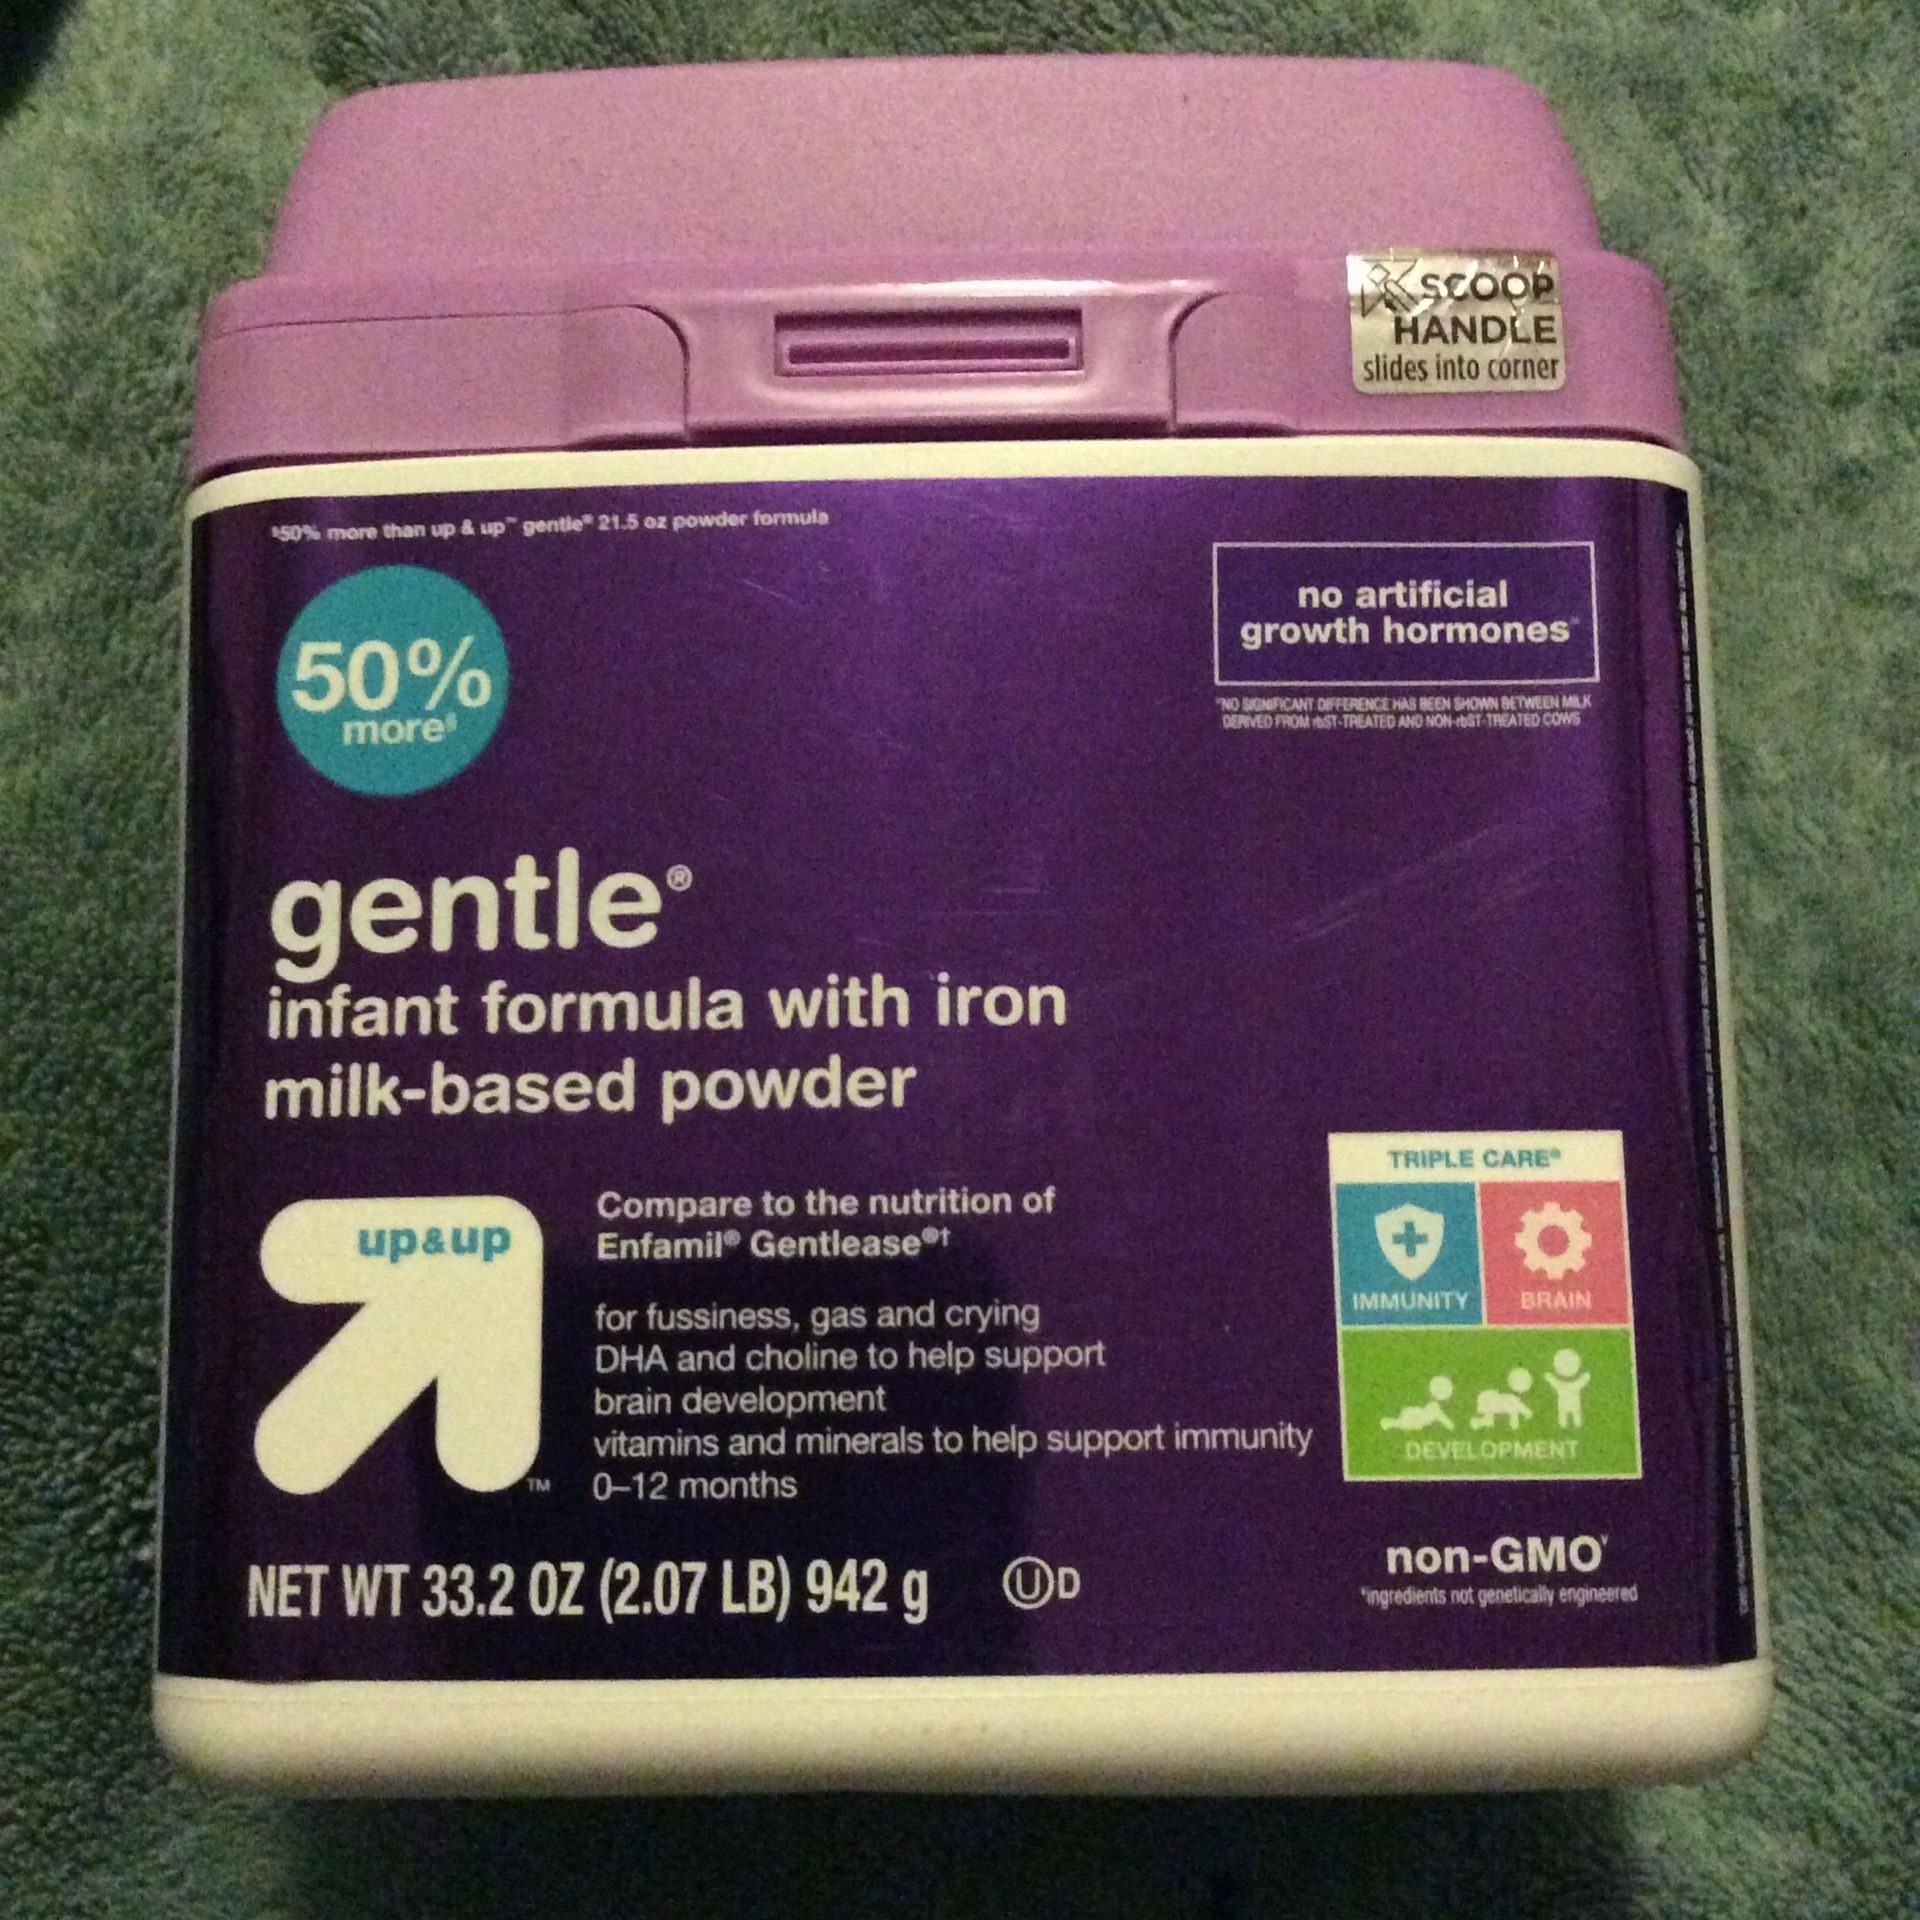 SCOOP
HANDLE
slides into corner
§50% more than up & up™ gentle® 21.5 oz powder formula
50%
more§
no artificial
growth hormones
NO SIGNIFICANT DIFFERENCE HAS BEEN SHOWN BETWEEN MILK
DERIVED FROM rbST-TREATED AND NON-rbST-TREATED COWS
gentle®
infant formula with iron
milk-based powder
up&up
TM
Compare to the nutrition of
Enfamil® Gentlease®†
for fussiness, gas and crying
DHA and choline to help support
brain development
vitamins and minerals to help support immunity
0–12 months
TRIPLE CARE®
IMMUNITY
BRAIN
DEVELOPMENT
NET WT 33.2 OZ (2.07 LB) 942 g
U D
non-GMO
ingredients not genetically engineered